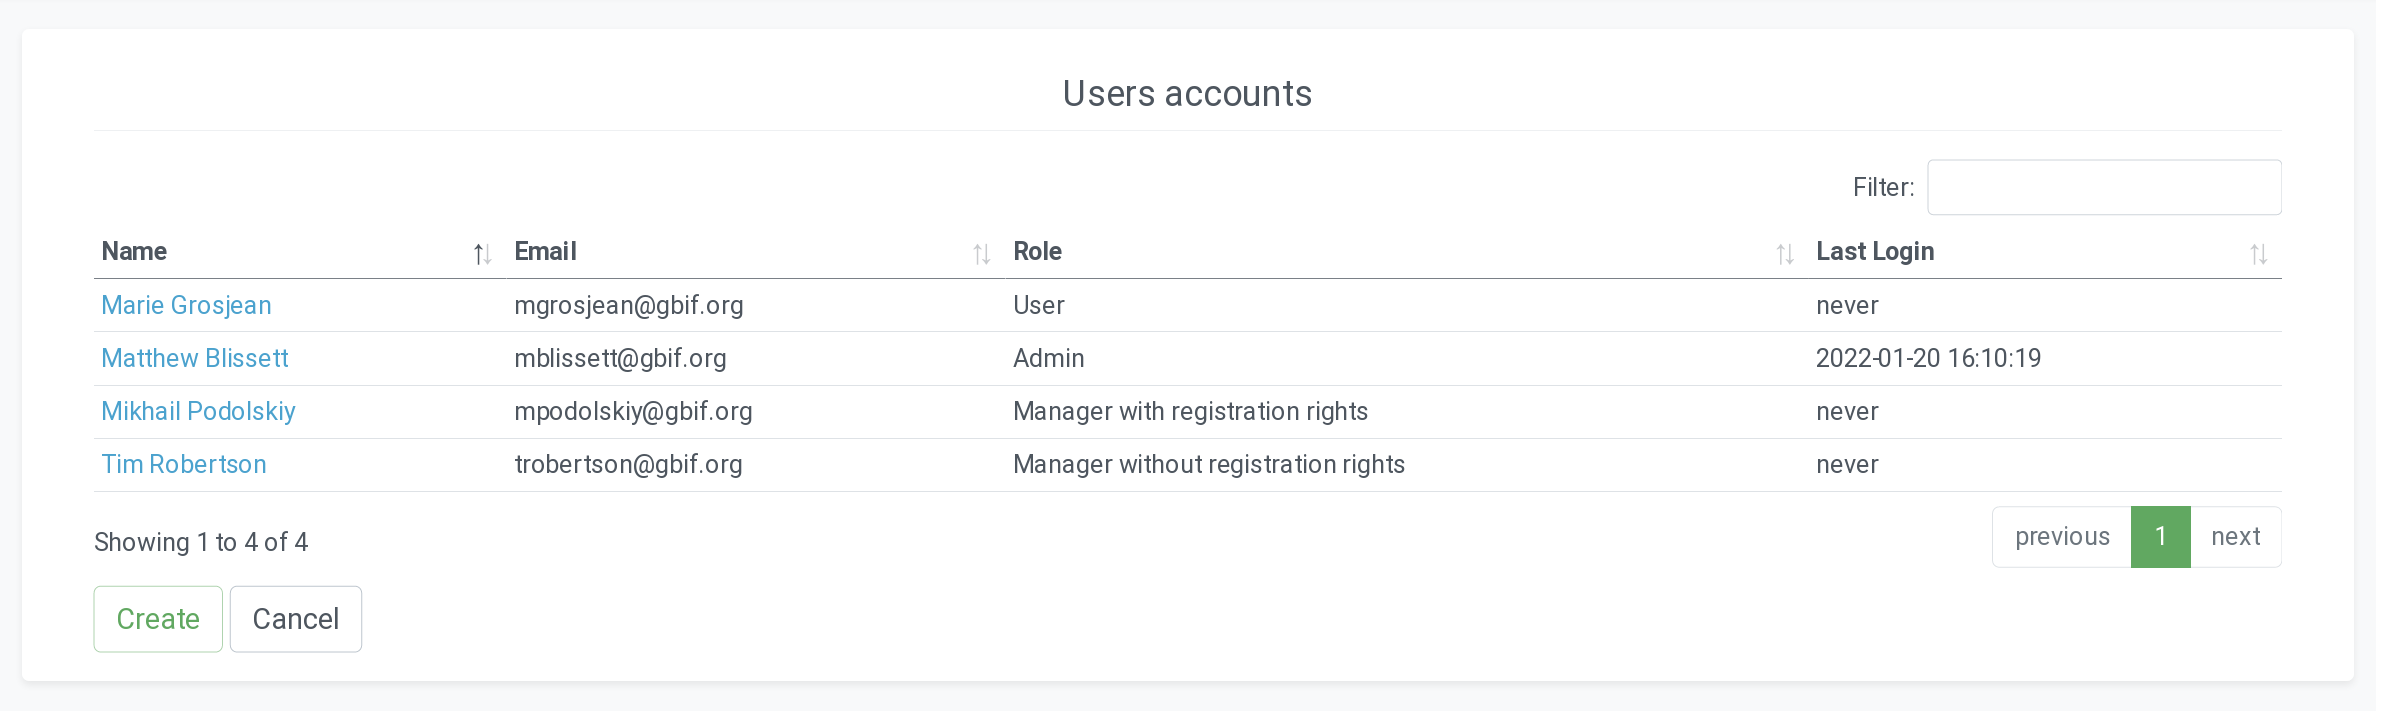 Users accounts
Filter:
Name Email Role Last Login
Marie Grosjean mgrosjean@gbif.org User never
Matthew Blissett mblissett@gbif.org Admin 2022-01-20 16:10:19
Mikhail Podolskiy mpodolskiy@gbif.org Manager with registration rights never
Tim Robertson trobertson@gbif.org Manager without registration rights never
Showing 1 to 4 of 4 previous 1 next
Create Cancel